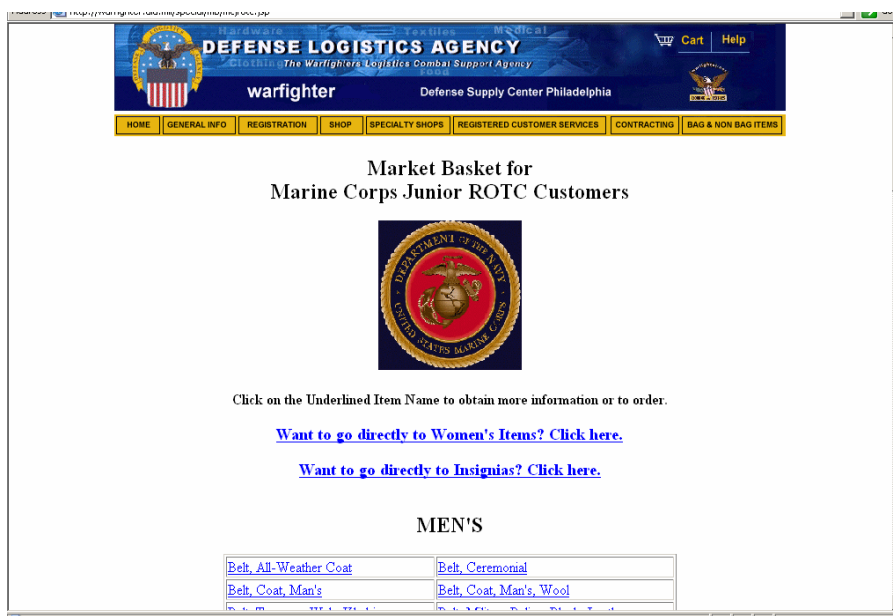 DEFENSE LOGISTICS AGENCY
The Warfighters Logistics Combat Support Agency
Hardware
Textiles
Medical
Clothing
FOOD
Cart | Help
warfighter
Defense Supply Center Philadelphia
HOME
GENERAL INFO
REGISTRATION
SHOP
SPECIALTY SHOPS
REGISTERED CUSTOMER SERVICES
CONTRACTING
BAG & NON BAG ITEMS
Market Basket for
Marine Corps Junior ROTC Customers
DEPARTMENT OF THE NAVY
UNITED STATES MARINE CORPS
Click on the Underlined Item Name to obtain more information or to order.
Want to go directly to Women's Items? Click here.
Want to go directly to Insignias? Click here.
MEN'S
Belt, All-Weather Coat
Belt, Ceremonial
Belt, Coat, Man's
Belt, Coat, Man's, Wool